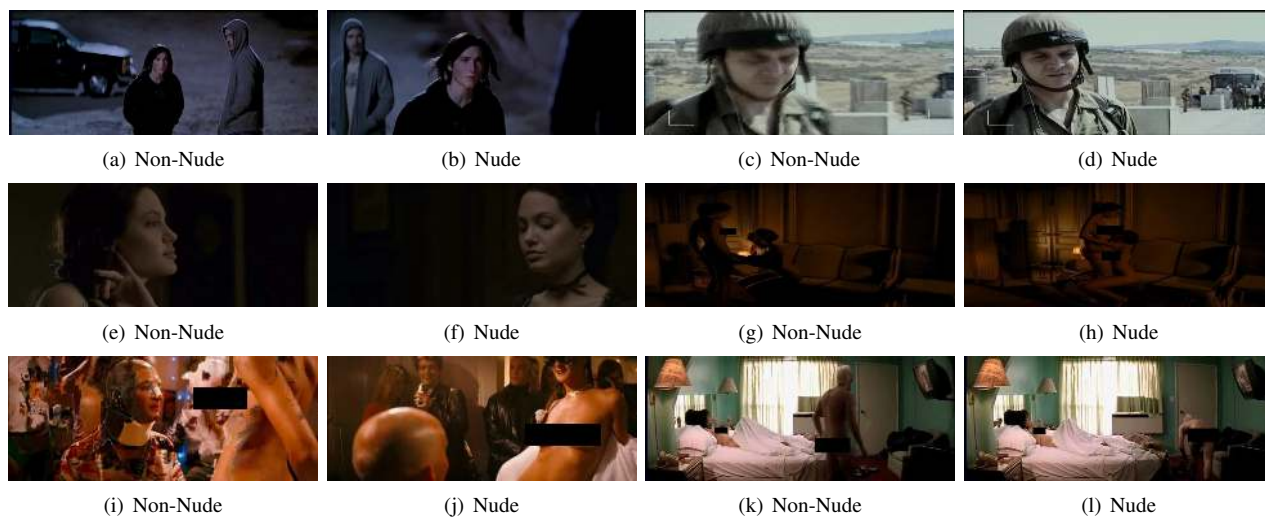 (a) Non-Nude
(b) Nude
(c) Non-Nude
(d) Nude
(e) Non-Nude
(f) Nude
(g) Non-Nude
(h) Nude
(i) Non-Nude
(j) Nude
(k) Non-Nude
(l) Nude